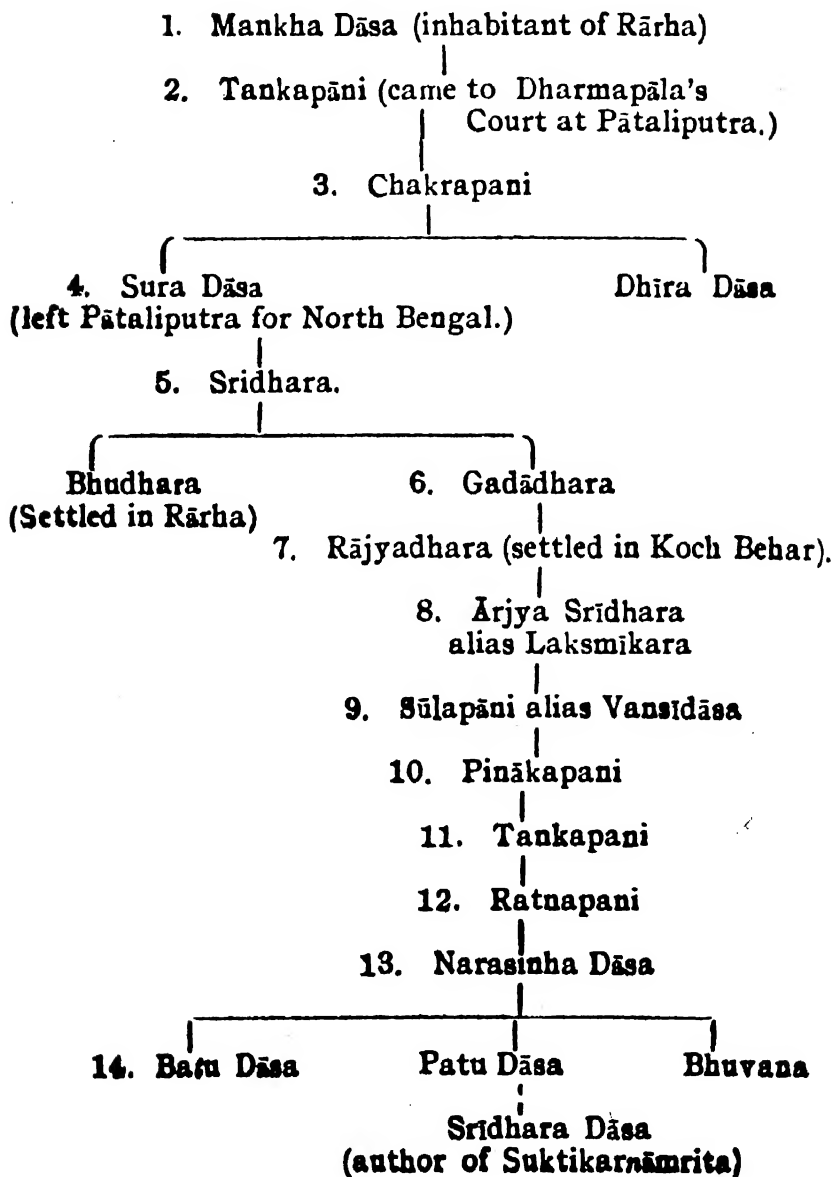 1. Mankha Dāsa (inhabitant of Rārha)
2. Tankapāni (came to Dharmapāla's
Court at Pātaliputra.)
3. Chakrapani
4. Sura Dāsa Dhīra Dāsa
(left Pātaliputra for North Bengal.)
5. Sridhara.
Bhudhara 6. Gadādhara
(Settled in Rārha)
7. Rājyadhara (settled in Koch Behar).
8. Ārjya Srīdhara
alias Laksmīkara
9. Sūlapāni alias Vansīdāsa
10. Pinākapani
11. Tankapani
12. Ratnapani
13. Narasinha Dāsa
14. Batu Dāsa Patu Dāsa Bhuvana
Srīdhara Dāsa
(author of Suktikarnāmrita)